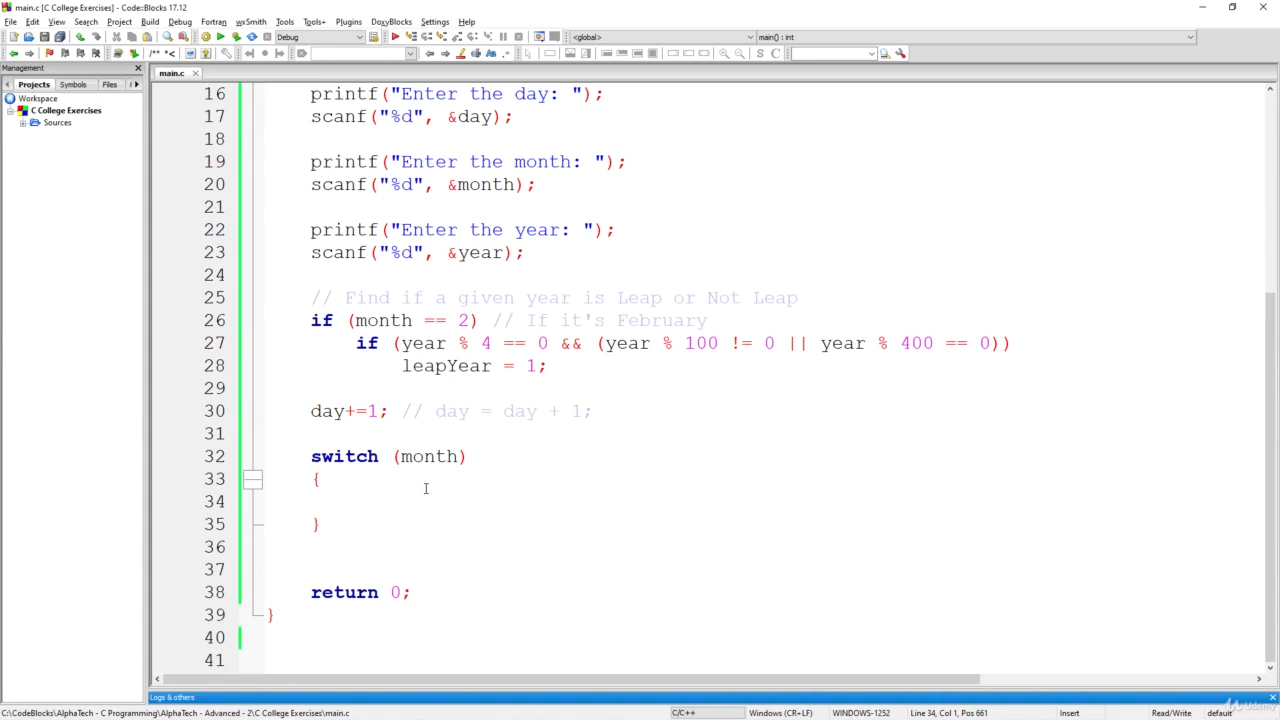 main.c [C College Exercises] - Code::Blocks 17.12
File Edit View Search Project Build Debug Fortran wxSmith Tools Tools+ Plugins DoxyBlocks Settings Help
Debug <global> main() : int
/** *< S C
Management
main.c
Projects Symbols Files
Workspace
C College Exercises
Sources
16 printf("Enter the day: ");
17 scanf("%d", &day);
18
19 printf("Enter the month: ");
20 scanf("%d", &month);
21
22 printf("Enter the year: ");
23 scanf("%d", &year);
24
25 // Find if a given year is Leap or Not Leap
26 if (month == 2) // If it's February
27 if (year % 4 == 0 && (year % 100 != 0 || year % 400 == 0))
28 leapYear = 1;
29
30 day+=1; // day = day + 1;
31
32 switch (month)
33 {
34
35 }
36
37
38 return 0;
39 }
40
41
Logs & others
C:\CodeBlocks\AlphaTech - C Programming\AlphaTech - Advanced - 2\C College Exercises\main.c C/C++ Windows (CR+LF) WINDOWS-1252 Line 34, Col 1, Pos 661 Insert Read/Write default
Udemy